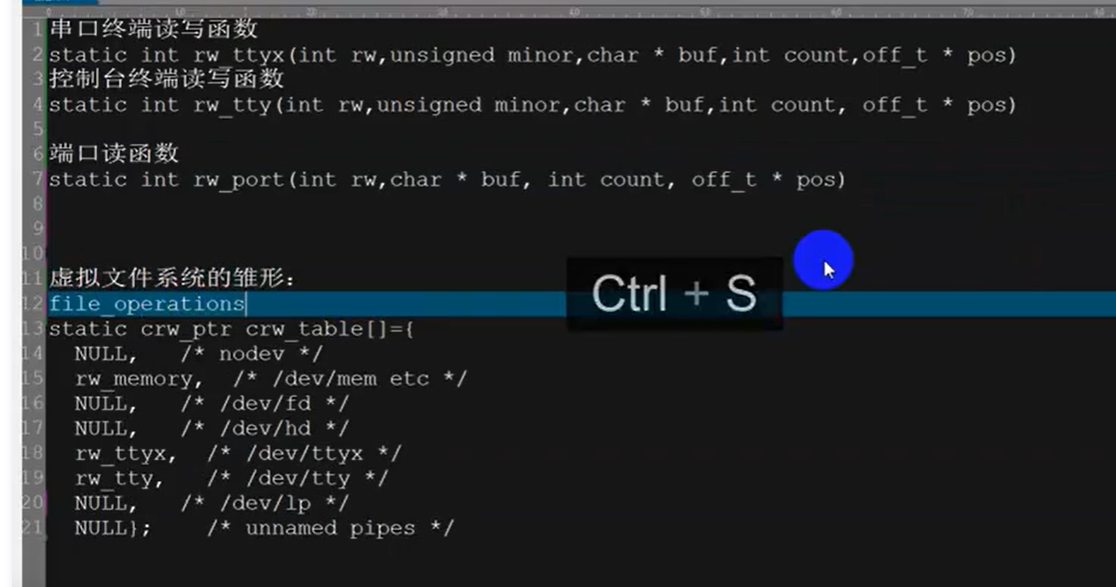 1 串口终端读写函数
2 static int rw_ttyx(int rw,unsigned minor,char * buf,int count,off_t * pos)
3 控制台终端读写函数
4 static int rw_tty(int rw,unsigned minor,char * buf,int count, off_t * pos)
5
6 端口读函数
7 static int rw_port(int rw,char * buf, int count, off_t * pos)
8
9
10
11 虚拟文件系统的雏形：
12 file_operations
Ctrl + S
13 static crw_ptr crw_table[]={
14 NULL, /* nodev */
15 rw_memory, /* /dev/mem etc */
16 NULL, /* /dev/fd */
17 NULL, /* /dev/hd */
18 rw_ttyx, /* /dev/ttyx */
19 rw_tty, /* /dev/tty */
20 NULL, /* /dev/lp */
21 NULL}; /* unnamed pipes */